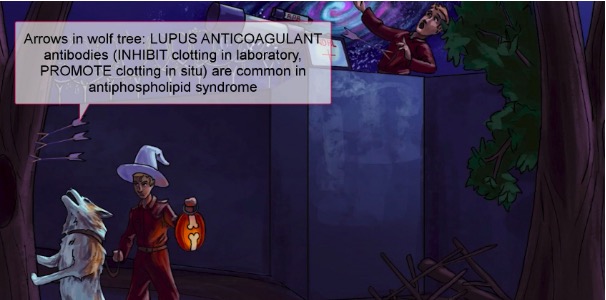 Arrows in wolf tree: LUPUS ANTICOAGULANT
antibodies (INHIBIT clotting in laboratory,
PROMOTE clotting in situ) are common in
antiphospholipid syndrome